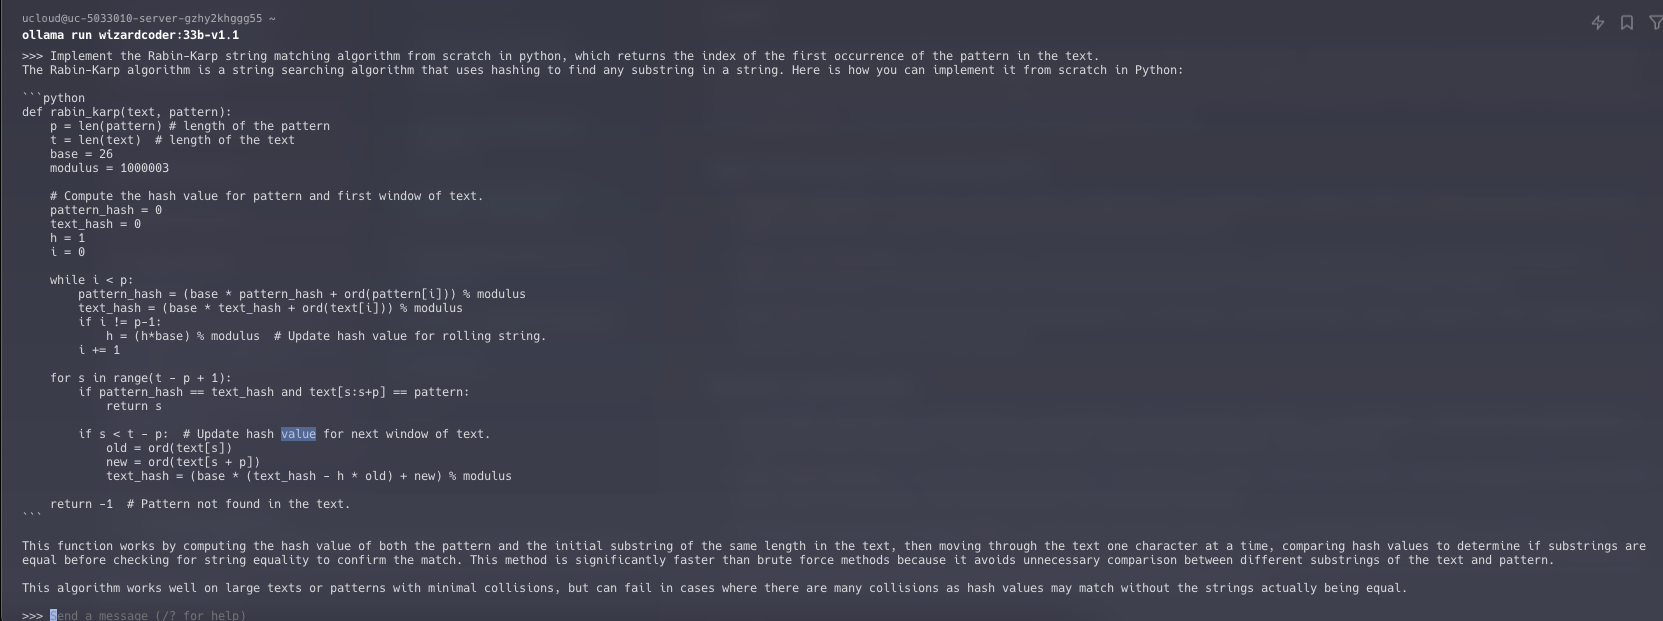 ucloud@uc-5033010-server-gzhy2khggg55 ~
ollama run wizardcoder:33b-v1.1
>>> Implement the Rabin-Karp string matching algorithm from scratch in python, which returns the index of the first occurrence of the pattern in the text.
The Rabin-Karp algorithm is a string searching algorithm that uses hashing to find any substring in a string. Here is how you can implement it from scratch in Python:

```python
def rabin_karp(text, pattern):
    p = len(pattern) # length of the pattern
    t = len(text)  # length of the text
    base = 26
    modulus = 1000003

    # Compute the hash value for pattern and first window of text.
    pattern_hash = 0
    text_hash = 0
    h = 1
    i = 0

    while i < p:
        pattern_hash = (base * pattern_hash + ord(pattern[i])) % modulus
        text_hash = (base * text_hash + ord(text[i])) % modulus
        if i != p-1:
            h = (h*base) % modulus  # Update hash value for rolling string.
        i += 1

    for s in range(t - p + 1):
        if pattern_hash == text_hash and text[s:s+p] == pattern:
            return s

        if s < t - p:  # Update hash value for next window of text.
            old = ord(text[s])
            new = ord(text[s + p])
            text_hash = (base * (text_hash - h * old) + new) % modulus

    return -1  # Pattern not found in the text.
```

This function works by computing the hash value of both the pattern and the initial substring of the same length in the text, then moving through the text one character at a time, comparing hash values to determine if substrings are
equal before checking for string equality to confirm the match. This method is significantly faster than brute force methods because it avoids unnecessary comparison between different substrings of the text and pattern.

This algorithm works well on large texts or patterns with minimal collisions, but can fail in cases where there are many collisions as hash values may match without the strings actually being equal.

>>> Send a message (/? for help)